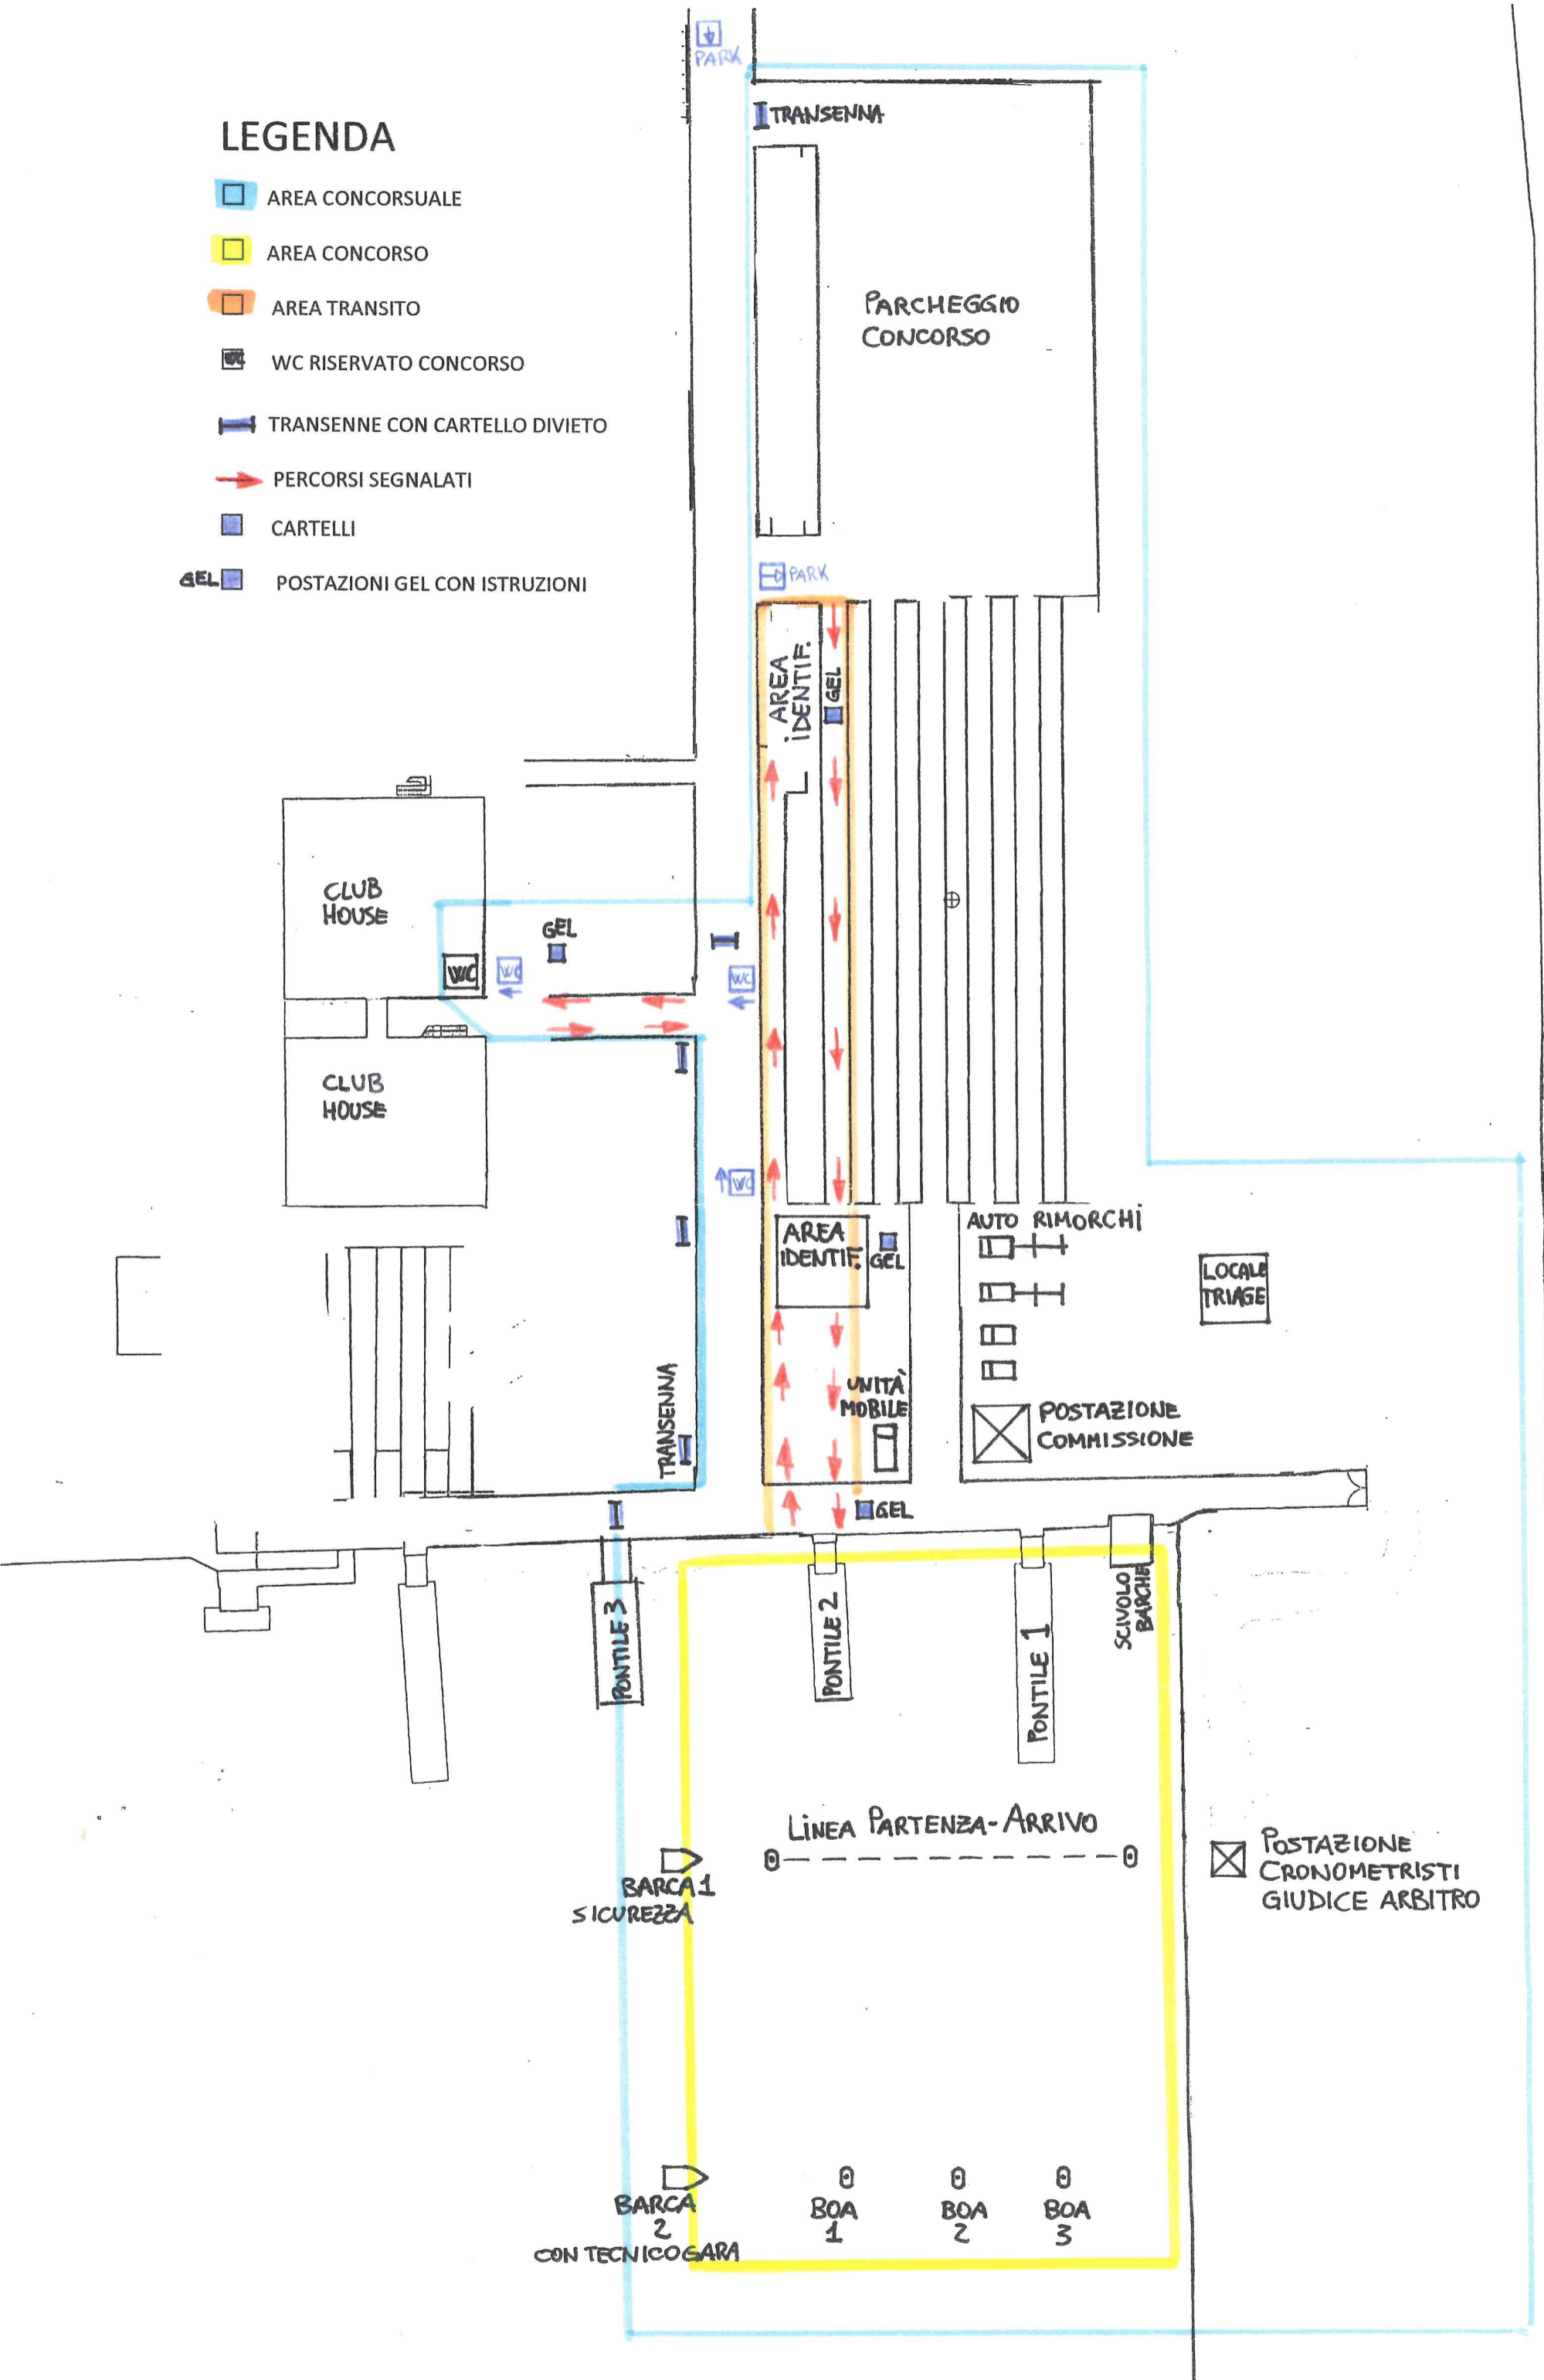 PARK
TRANSENNA
LEGENDA
AREA CONCORSUALE
AREA CONCORSO
AREA TRANSITO
WC WC RISERVATO CONCORSO
TRANSENNE CON CARTELLO DIVIETO
PERCORSI SEGNALATI
CARTELLI
GEL POSTAZIONI GEL CON ISTRUZIONI
PARCHEGGIO
CONCORSO
PARK
AREA
IDENTIF.
GEL
CLUB
HOUSE
GEL
WC
WC
WC
CLUB
HOUSE
WC
AREA
IDENTIF.
GEL
AUTO RIMORCHI
LOCALE
TRIAGE
TRANSENNA
UNITÀ
MOBILE
POSTAZIONE
COMMISSIONE
GEL
PONTILE 3
PONTILE 2
PONTILE 1
SCIVOLO
BARCHE
LINEA PARTENZA-ARRIVO
BARCA 1
SICUREZZA
POSTAZIONE
CRONOMETRISTI
GIUDICE ARBITRO
BARCA
2
CON TECNICO GARA
BOA
1
BOA
2
BOA
3